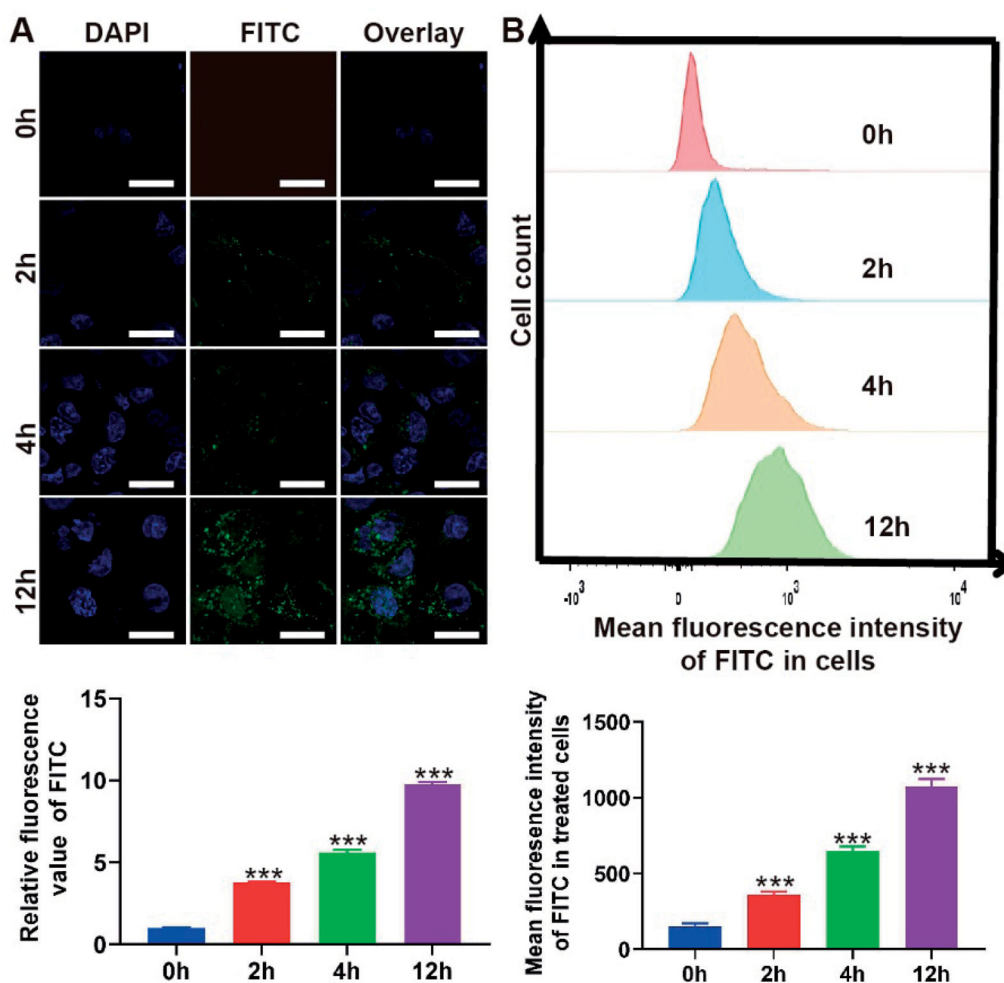 A
DAPI
FITC
Overlay
0h
2h
4h
12h
B
Cell count
0h
2h
4h
12h
-10³
0
10³
10⁴
Mean fluorescence intensity
of FITC in cells
Relative fluorescence
value of FITC
15
10
5
0
***
***
***
0h
2h
4h
12h
Mean fluoresence intensity
of FITC in treated cells
1500
1000
500
0
***
***
***
0h
2h
4h
12h